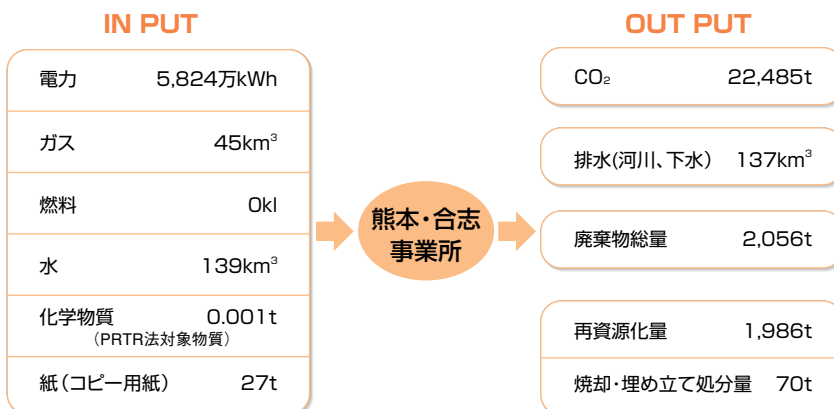 IN PUT
電力 5,824万kWh
ガス 45km³
燃料 0kl
水 139km³
化学物質 0.001t
（PRTR法対象物質）
紙（コピー用紙） 27t
熊本・合志
事業所
OUT PUT
CO₂ 22,485t
排水(河川、下水） 137km³
廃棄物総量 2,056t
再資源化量 1,986t
焼却・埋め立て処分量 70t